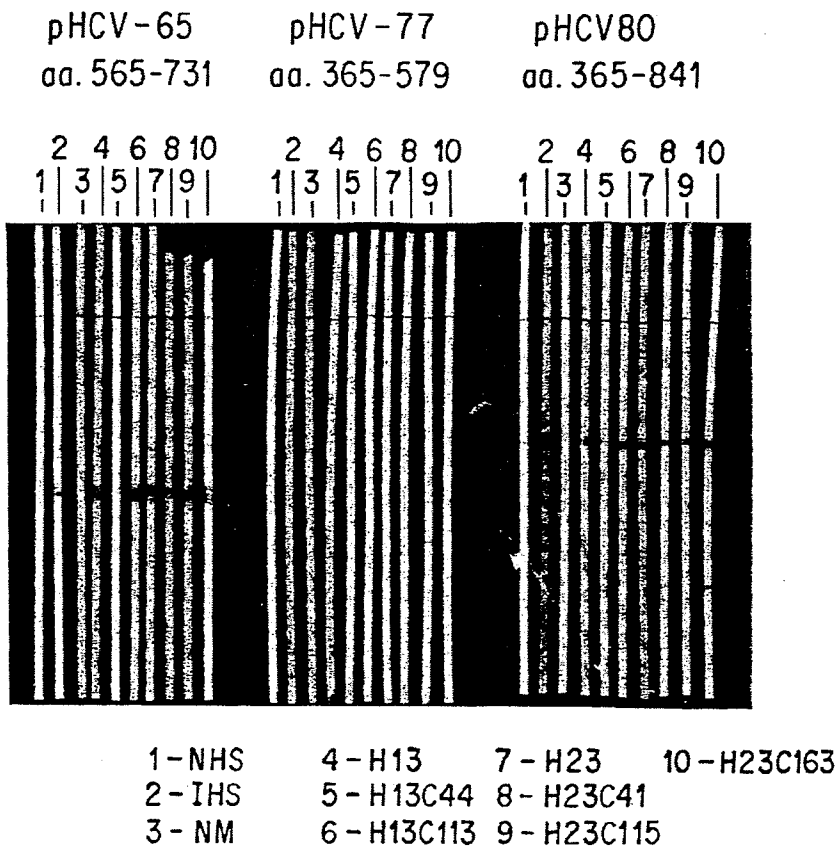 pHCV-65 pHCV-77 pHCV80
aa. 565-731 aa. 365-579 aa. 365-841
2 4 6 8 10 2 4 6 8 10 2 4 6 8 10
1 3 5 7 9 1 3 5 7 9 1 3 5 7 9
1-NHS 4-H13 7-H23 10-H23C163
2-IHS 5-H13C44 8-H23C41
3-NM 6-H13C113 9-H23C115